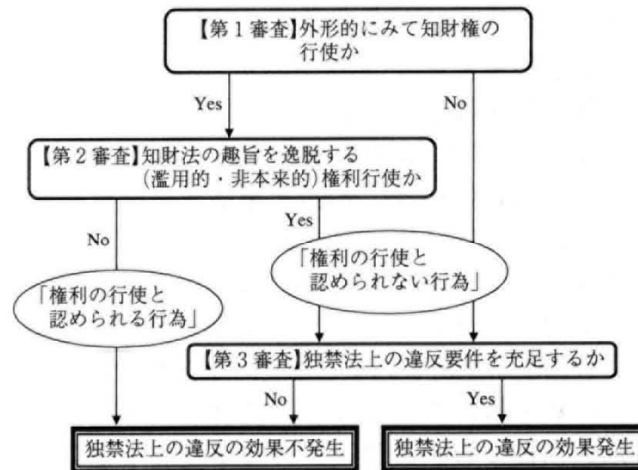 【第1審査】外形的にみて知財権の
行使か
Yes
No
【第2審査】知財法の趣旨を逸脱する
(濫用的・非本来的)権利行使か
No
Yes
「権利の行使と
認められる行為」
「権利の行使と
認められない行為」
【第3審査】独禁法上の違反要件を充足するか
No
Yes
独禁法上の違反の効果不発生
独禁法上の違反の効果発生